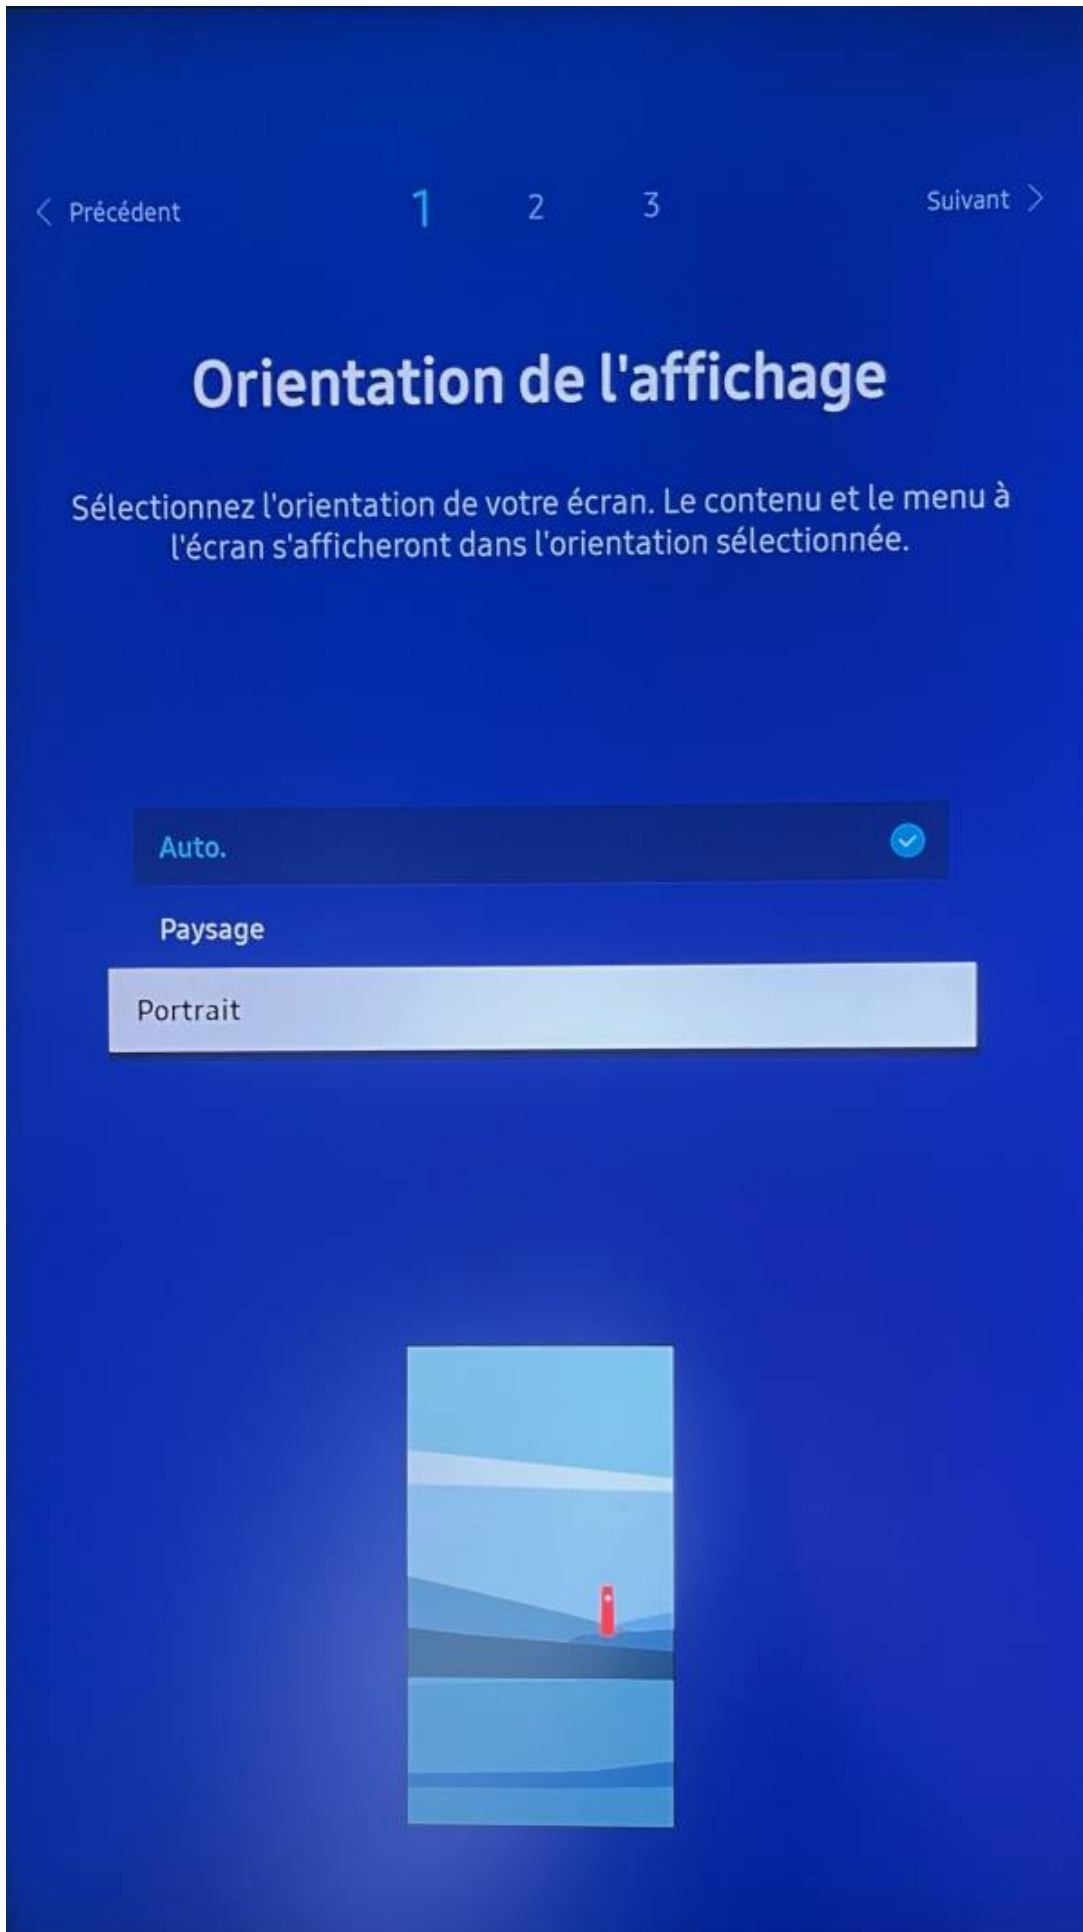 Précédent
1 2 3
Suivant
Orientation de l'affichage
Sélectionnez l'orientation de votre écran. Le contenu et le menu à
l'écran s'afficheront dans l'orientation sélectionnée.
Auto.
Paysage
Portrait